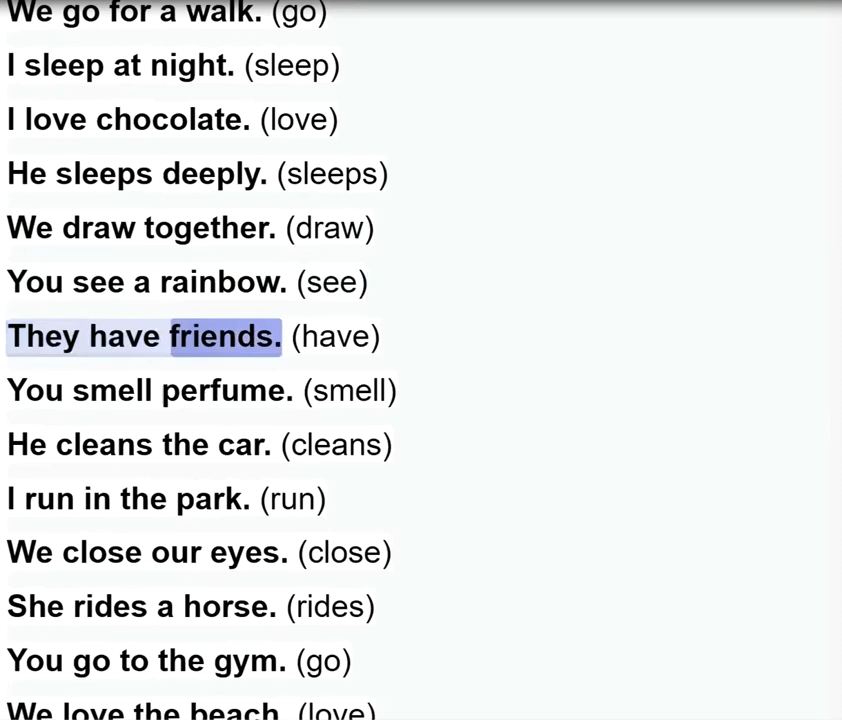 We go for a walk. (go)
I sleep at night. (sleep)
I love chocolate. (love)
He sleeps deeply. (sleeps)
We draw together. (draw)
You see a rainbow. (see)
They have friends. (have)
You smell perfume. (smell)
He cleans the car. (cleans)
I run in the park. (run)
We close our eyes. (close)
She rides a horse. (rides)
You go to the gym. (go)
We love the beach. (love)